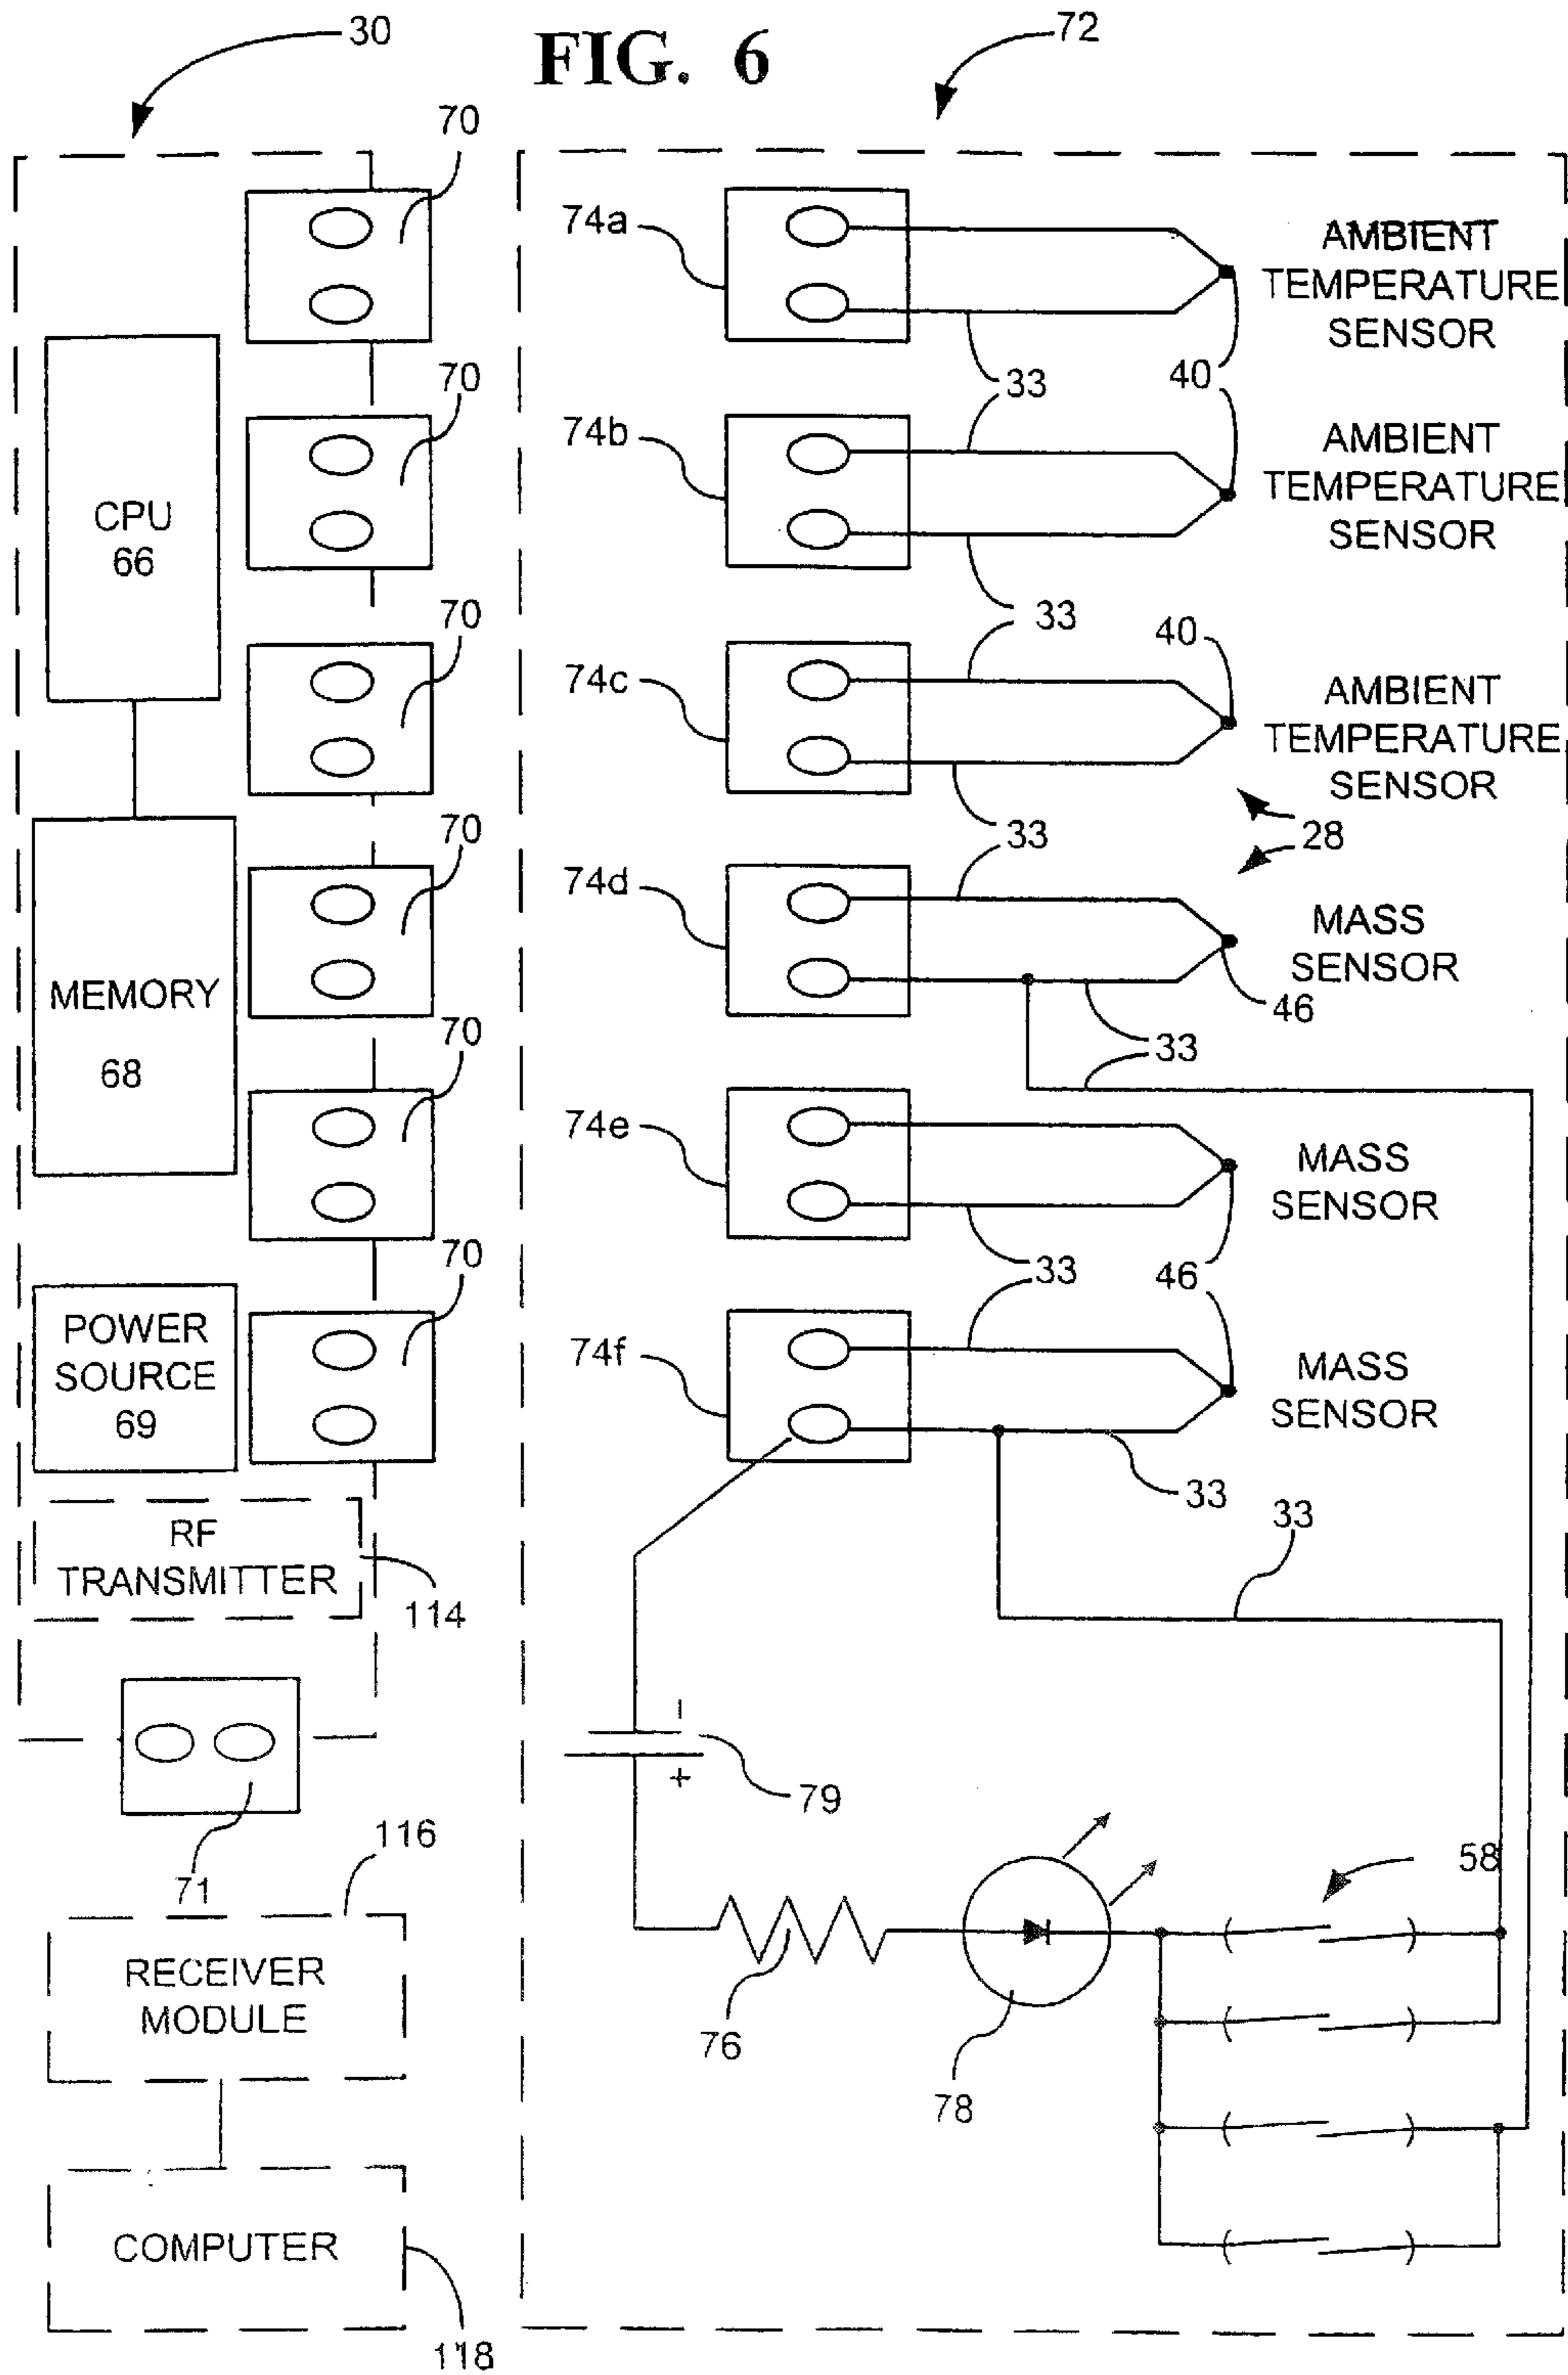 30
FIG. 6
72
70
74a
AMBIENT
TEMPERATURE
SENSOR
33
40
70
74b
AMBIENT
TEMPERATURE
SENSOR
CPU
66
33
70
74c
40
AMBIENT
TEMPERATURE
SENSOR
33
28
70
74d
MASS
SENSOR
46
MEMORY
68
33
70
74e
MASS
SENSOR
33
46
70
POWER
SOURCE
69
74f
MASS
SENSOR
33
33
RF
TRANSMITTER
114
-
+
79
71
116
58
RECEIVER
MODULE
76
78
COMPUTER
118